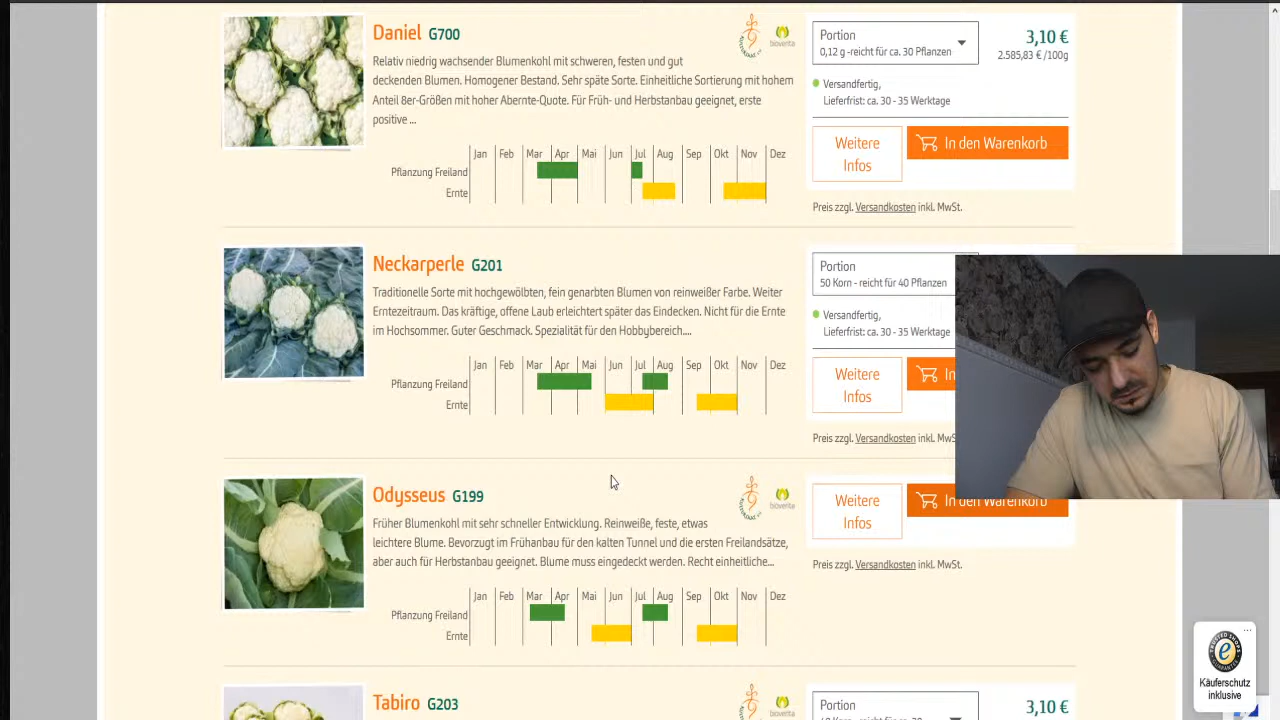 Daniel G700
Relativ niedrig wachsender Blumenkohl mit schweren, festen und gut
deckenden Blumen. Homogener Bestand. Sehr späte Sorte. Einheitliche Sortierung mit hohem
Anteil 8er-Größen mit hoher Abernte-Quote. Für Früh- und Herbstanbau geeignet, erste
positive ...
bioverita
Jan Feb Mar Apr Mai Jun Jul Aug Sep Okt Nov Dez
Pflanzung Freiland
Ernte
Portion
0,12 g -reicht für ca. 30 Pflanzen
3,10 €
2.585,83 € /100g
Versandfertig,
Lieferfrist: ca. 30 - 35 Werktage
Weitere
Infos
In den Warenkorb
Preis zzgl. Versandkosten inkl. MwSt.
Neckarperle G201
Traditionelle Sorte mit hochgewölbten, fein genarbten Blumen von reinweißer Farbe. Weiter
Erntezeitraum. Das kräftige, offene Laub erleichtert später das Eindecken. Nicht für die Ernte
im Hochsommer. Guter Geschmack. Spezialität für den Hobbybereich....
Jan Feb Mar Apr Mai Jun Jul Aug Sep Okt Nov Dez
Pflanzung Freiland
Ernte
Portion
50 Korn - reicht für 40 Pflanzen
Versandfertig,
Lieferfrist: ca. 30 - 35 Werktage
Weitere
Infos
Preis zzgl. Versandkosten
Odysseus G199
Früher Blumenkohl mit sehr schneller Entwicklung. Reinweiße, feste, etwas
leichtere Blume. Bevorzugt im Frühanbau für den kalten Tunnel und die ersten Freilandsätze,
aber auch für Herbstanbau geeignet. Blume muss eingedeckt werden. Recht einheitliche...
bioverita
Jan Feb Mar Apr Mai Jun Jul Aug Sep Okt Nov Dez
Pflanzung Freiland
Ernte
Weitere
Infos
In den Warenkorb
Preis zzgl. Versandkosten inkl. MwSt.
Tabiro G203
bioverita
Portion
3,10 €
TRUSTED SHOPS
GUARANTEE
Käuferschutz
inklusive